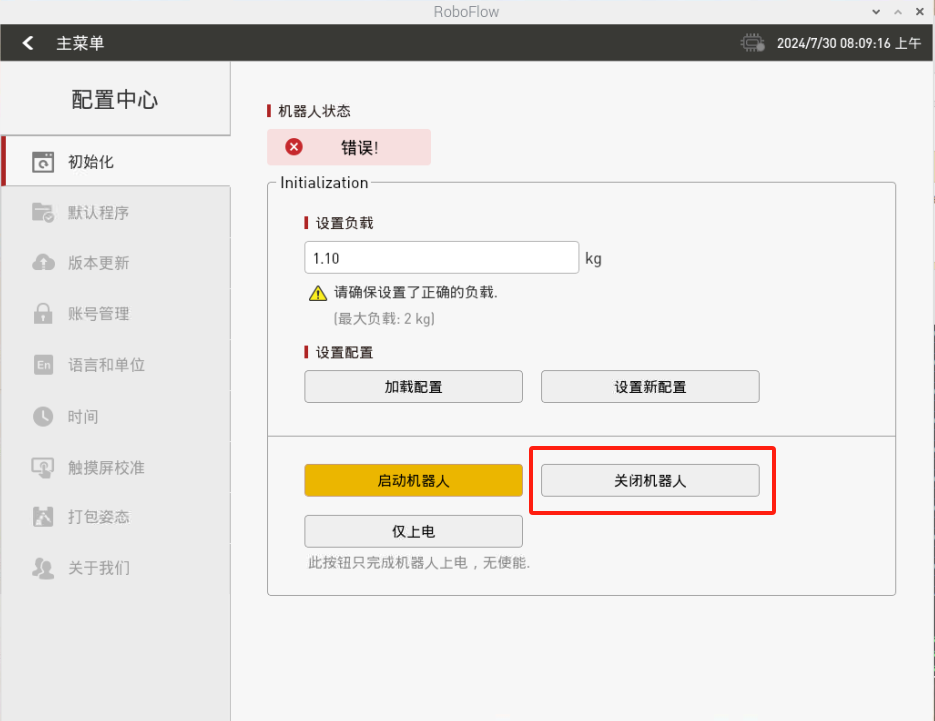 RoboFlow
主菜单
2024/7/30 08:09:16 上午
配置中心
初始化
默认程序
版本更新
账号管理
En 语言和单位
时间
触摸屏校准
打包姿态
关于我们
机器人状态
错误!
Initialization
设置负载
1.10 kg
请确保设置了正确的负载.
(最大负载: 2 kg)
设置配置
加载配置 设置新配置
启动机器人 关闭机器人
仅上电
此按钮只完成机器人上电，无使能.